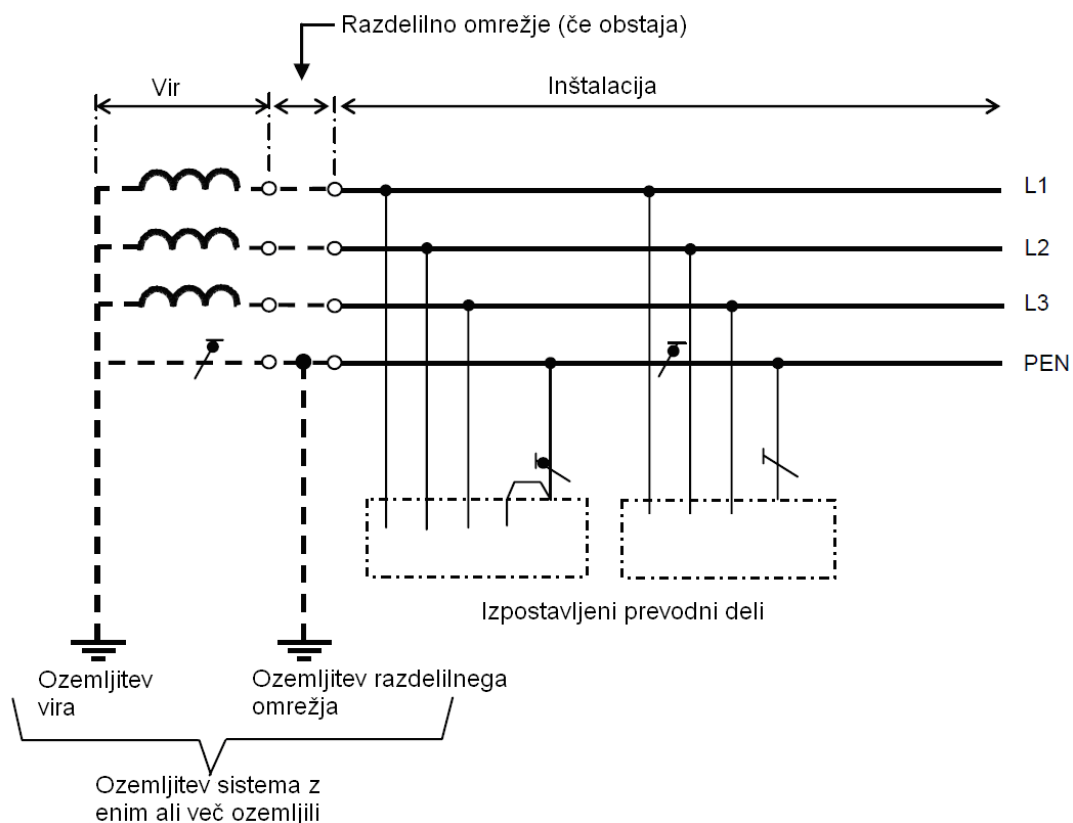 Razdelilno omrežje (če obstaja)
Vir
Inštalacija
L1
L2
L3
PEN
Izpostavljeni prevodni deli
Ozemljitev
vira
Ozemljitev razdelilnega
omrežja
Ozemljitev sistema z
enim ali več ozemljili